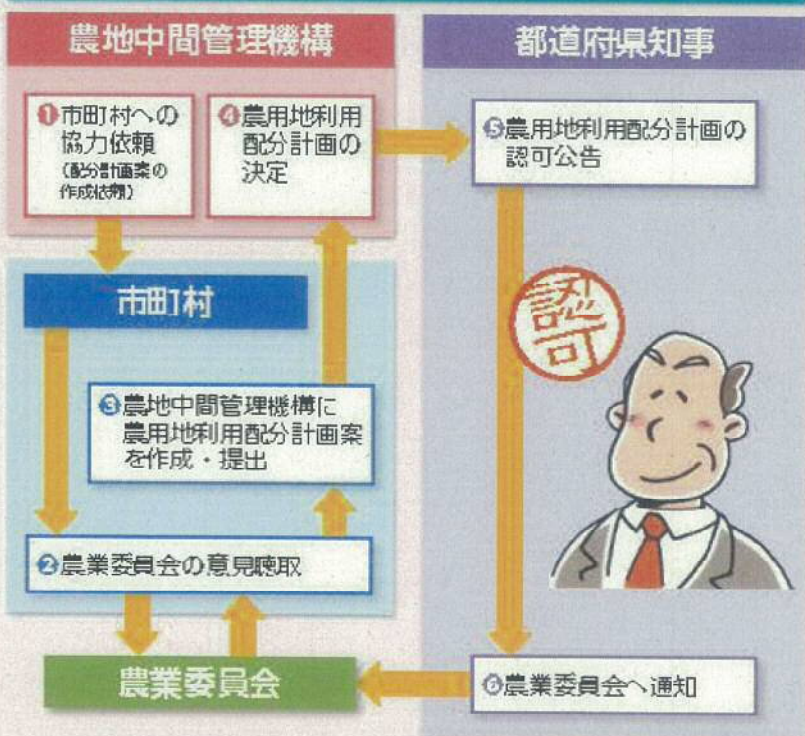 農地中間管理機構
❶市町村への
協力依頼
(配分計画案の
作成依頼)
❹農用地利用
配分計画の
決定
市町村
❸農地中間管理機構に
農用地利用配分計画案
を作成・提出
❷農業委員会の意見聴取
農業委員会
都道府県知事
❺農用地利用配分計画の
認可公告
認可
❻農業委員会へ通知